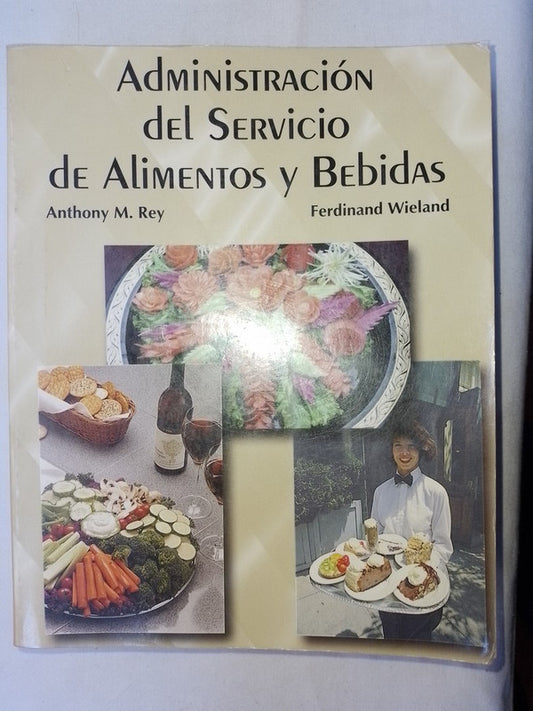 Administración
del Servicio
de Alimentos y Bebidas
Anthony M. Rey Ferdinand Wieland